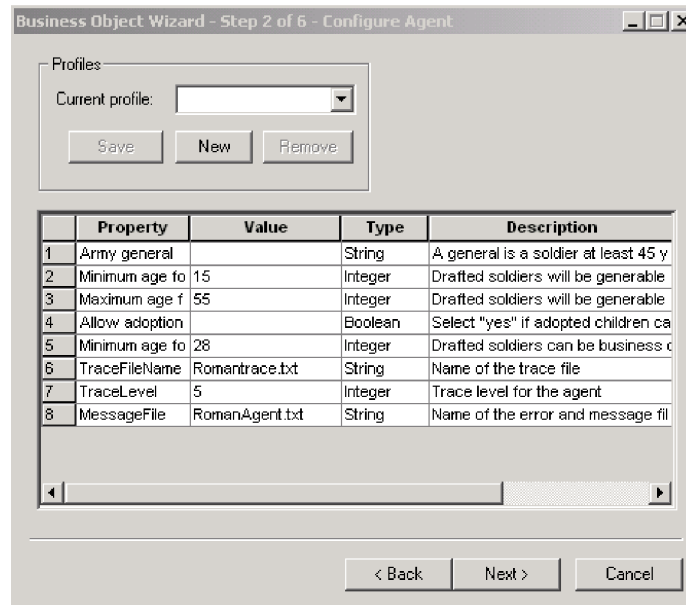 Business Object Wizard - Step 2 of 6 - Configure Agent
Profiles
Current profile:
Save New Remove
Property Value Type Description
1 Army general String A general is a soldier at least 45 y
2 Minimum age fo 15 Integer Drafted soldiers will be generable
3 Maximum age f 55 Integer Drafted soldiers will be generable
4 Allow adoption Boolean Select "yes" if adopted children ca
5 Minimum age fo 28 Integer Drafted soldiers can be business o
6 TraceFileName Romantrace.txt String Name of the trace file
7 TraceLevel 5 Integer Trace level for the agent
8 MessageFile RomanAgent.txt String Name of the error and message fil
< Back Next > Cancel